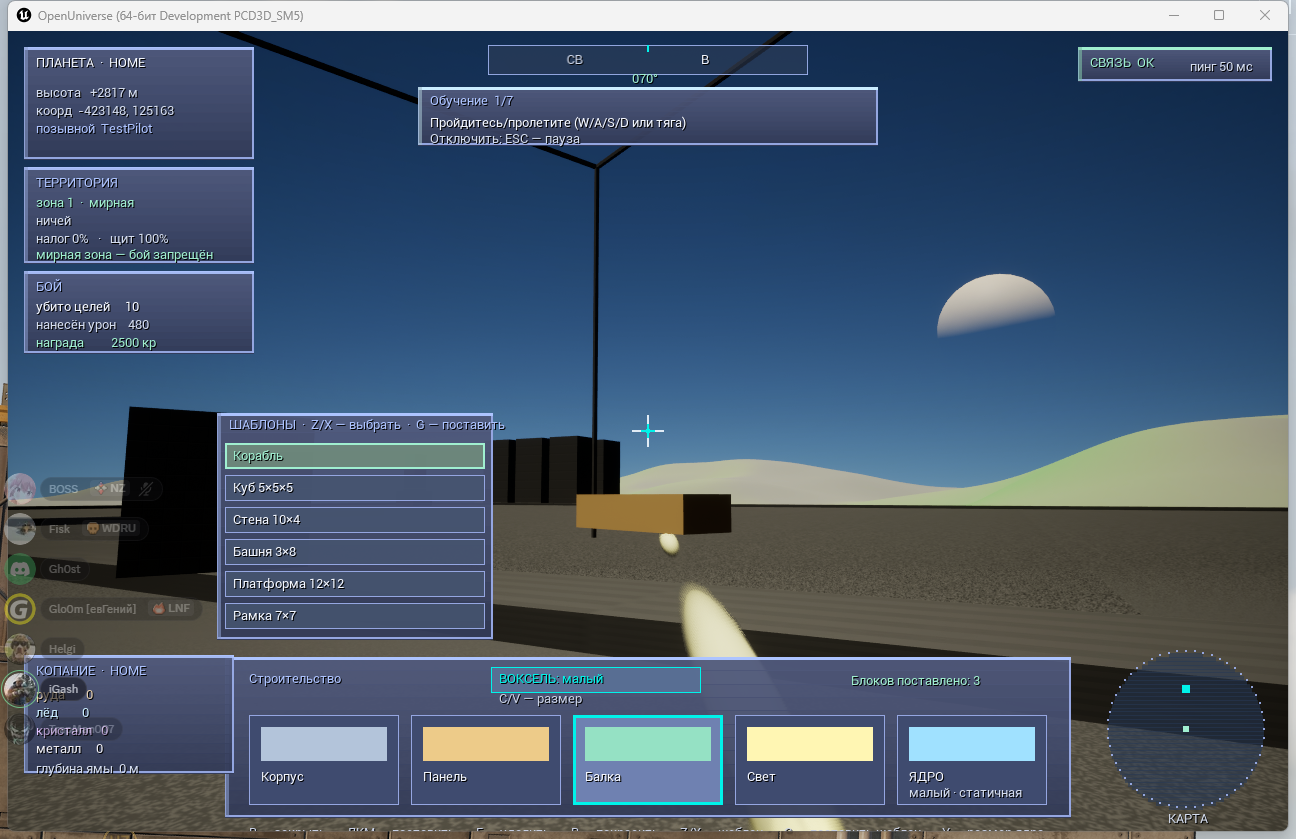 OpenUniverse (64-бит Development PCD3D_SM5)
ПЛАНЕТА · HOME
высота +2817 м
коорд -423148, 125163
позывной TestPilot
СВ В
070°
СВЯЗЬ OK пинг 50 мс
Обучение 1/7
Пройдитесь/пролетите (W/A/S/D или тяга)
Отключить: ESC — пауза
ТЕРРИТОРИЯ
зона 1 · мирная
ничей
налог 0% · щит 100%
мирная зона — бой запрещён
БОЙ
убито целей 10
нанесён урон 480
награда 2500 кр
ШАБЛОНЫ · Z/X — выбрать · G — поставить
Корабль
Куб 5×5×5
Стена 10×4
Башня 3×8
Платформа 12×12
Рамка 7×7
BOSS NZ
Fisk WDRU
Gh0st
Glo0m [евГений] LNF
Helgi
iGash
КОПАНИЕ · HOME
руда 0
лёд 0
кристалл 0
металл 0
глубина ямы 0 м
Строительство
ВОКСЕЛЬ: малый
C/V — размер
Блоков поставлено: 3
Корпус
Панель
Балка
Свет
ЯДРО
малый · статичная
КАРТА